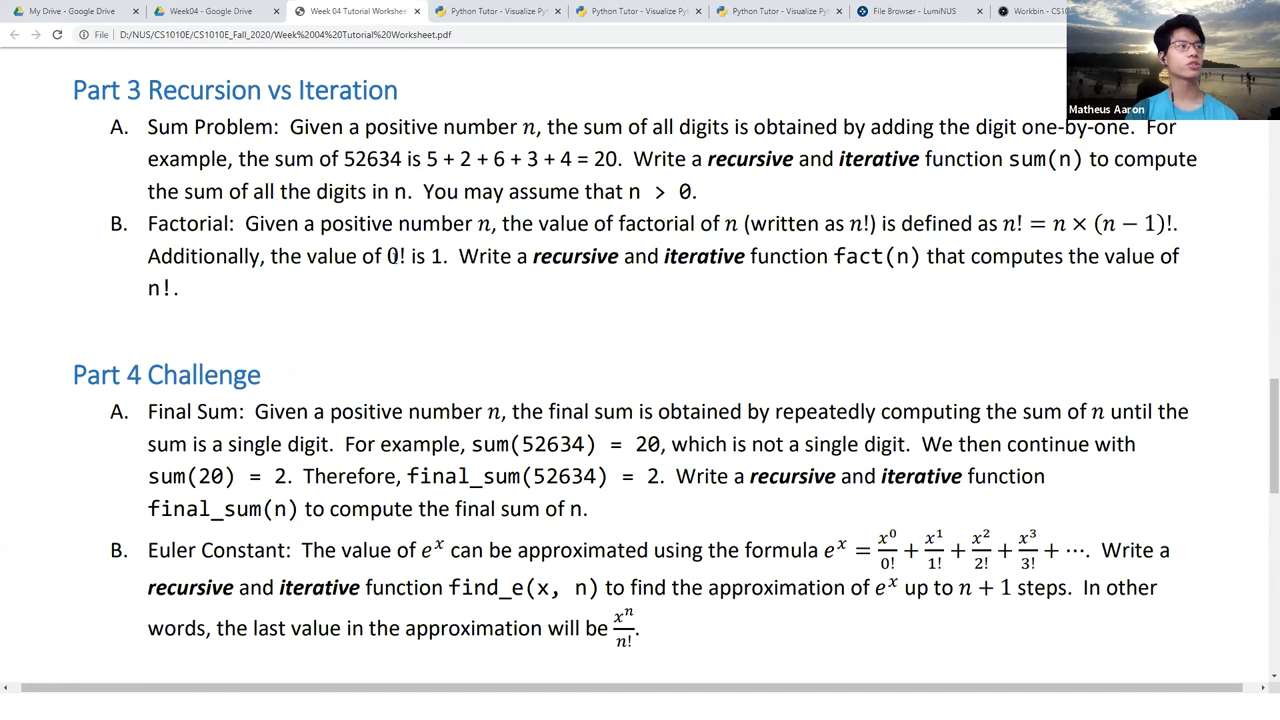 My Drive - Google Drive
Week04 - Google Drive
Week 04 Tutorial Workshee
Python Tutor - Visualize Py
Python Tutor - Visualize Py
Python Tutor - Visualize Py
File Browser - LumiNUS
Workbin - CS10
File D:/NUS/CS1010E/CS1010E_Fall_2020/Week%2004%20Tutorial%20Worksheet.pdf
Matheus Aaron
Part 3 Recursion vs Iteration
A. Sum Problem: Given a positive number n, the sum of all digits is obtained by adding the digit one-by-one. For
example, the sum of 52634 is 5 + 2 + 6 + 3 + 4 = 20. Write a recursive and iterative function sum(n) to compute
the sum of all the digits in n. You may assume that n > 0.
B. Factorial: Given a positive number n, the value of factorial of n (written as n!) is defined as n! = n × (n − 1)!.
Additionally, the value of 0! is 1. Write a recursive and iterative function fact(n) that computes the value of
n!.
Part 4 Challenge
A. Final Sum: Given a positive number n, the final sum is obtained by repeatedly computing the sum of n until the
sum is a single digit. For example, sum(52634) = 20, which is not a single digit. We then continue with
sum(20) = 2. Therefore, final_sum(52634) = 2. Write a recursive and iterative function
final_sum(n) to compute the final sum of n.
B. Euler Constant: The value of e^x can be approximated using the formula e^x = x^0/0! + x^1/1! + x^2/2! + x^3/3! + ⋯. Write a
recursive and iterative function find_e(x, n) to find the approximation of e^x up to n + 1 steps. In other
words, the last value in the approximation will be x^n/n!.